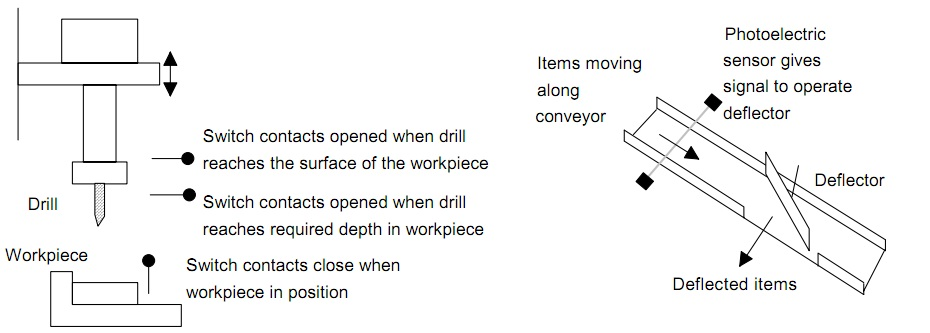 Switch contacts opened when drill
reaches the surface of the workpiece
Drill
Switch contacts opened when drill
reaches required depth in workpiece
Workpiece
Switch contacts close when
workpiece in position
Photoelectric
sensor gives
signal to operate
deflector
Items moving
along
conveyor
Deflector
Deflected items